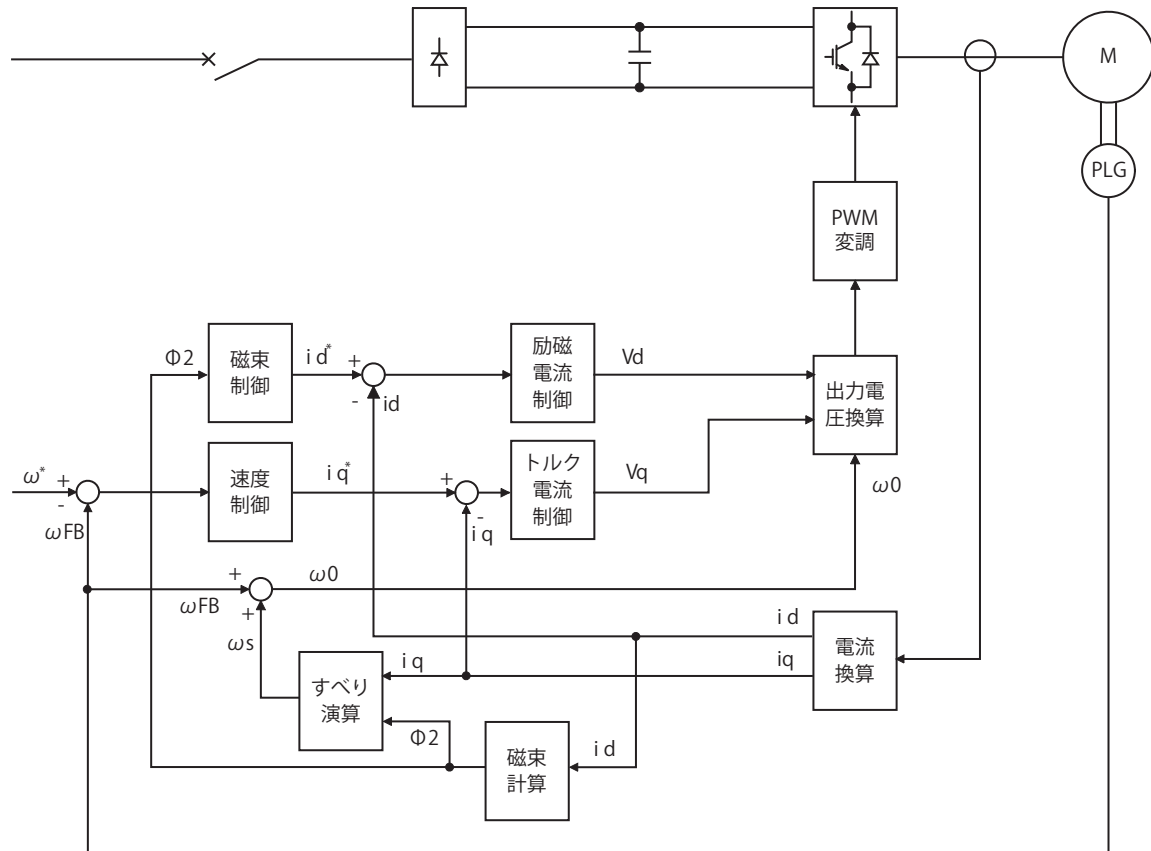 M
PLG
PWM
変調
Φ2
磁束
制御
id*
+
-
id
励磁
電流
制御
Vd
出力電
圧換算
ω*
+
-
ωFB
速度
制御
iq*
+
-
iq
トルク
電流
制御
Vq
ω0
+
ωFB
+
ωs
ω0
id
iq
電流
換算
iq
すべり
演算
Φ2
磁束
計算
id